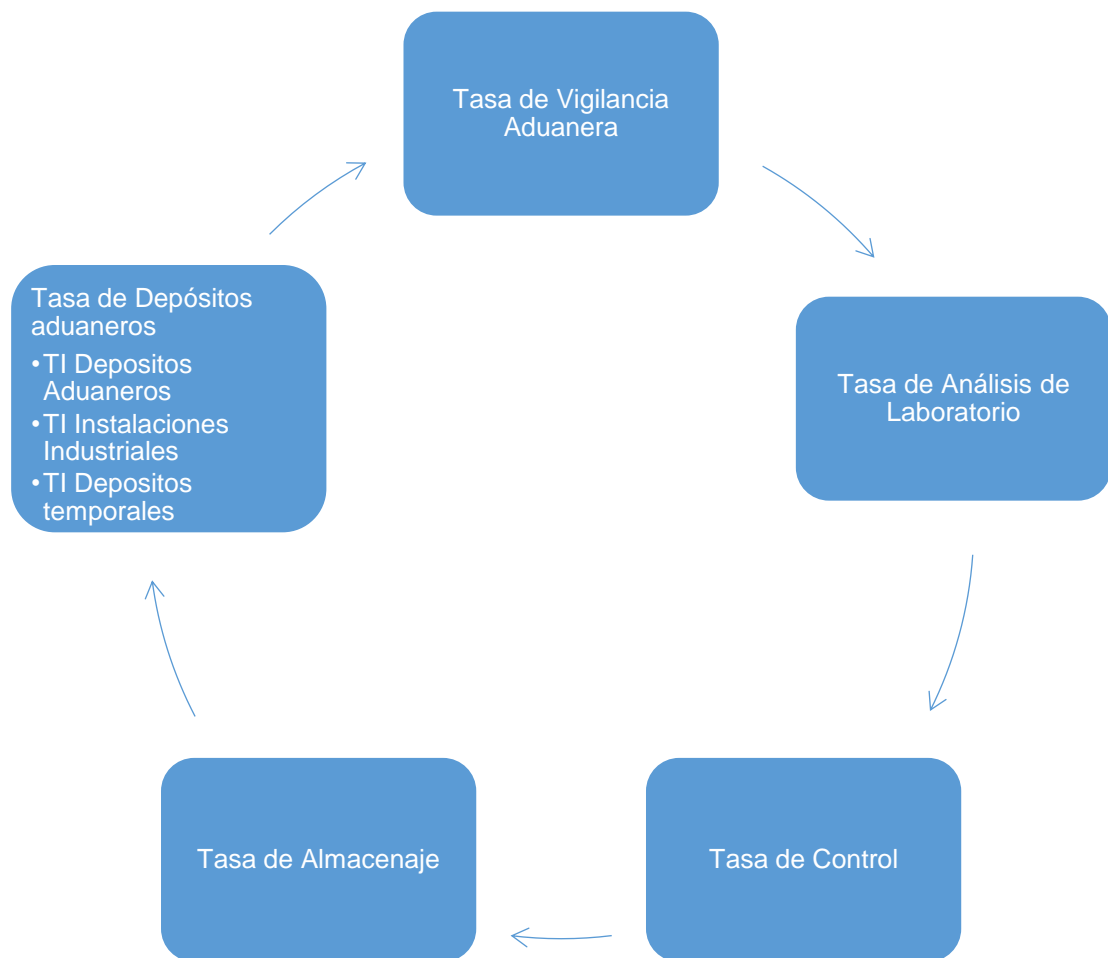 Tasa de Vigilancia
Aduanera
Tasa de Análisis de
Laboratorio
Tasa de Control
Tasa de Almacenaje
Tasa de Depósitos
aduaneros
•TI Depositos
Aduaneros
•TI Instalaciones
Industriales
•TI Depositos
temporales